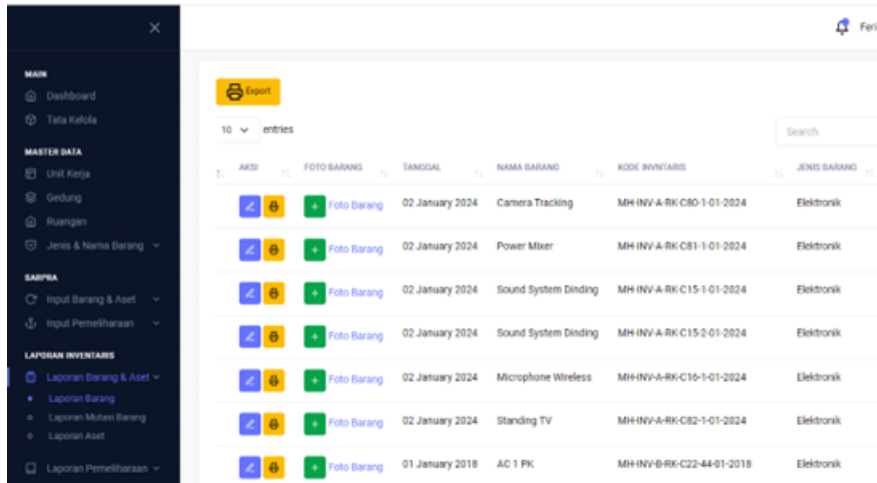 Feri
MAIN
Dashboard
Tata Kelola
MASTER DATA
Unit Kerja
Gedung
Ruangan
Jenis & Nama Barang
SARPRA
Input Barang & Aset
Input Pemeliharaan
LAPORAN INVENTARIS
Laporan Barang & Aset
Laporan Barang
Laporan Mutasi Barang
Laporan Aset
Laporan Pemeliharaan
Export
10 entries
Search
AKSI FOTO BARANG TANGGAL NAMA BARANG KODE INVNTARIS JENIS BARANG
Foto Barang 02 January 2024 Camera Tracking MH-INV-A-RK-C80-1-01-2024 Elektronik
Foto Barang 02 January 2024 Power Mixer MH-INV-A-RK-C81-1-01-2024 Elektronik
Foto Barang 02 January 2024 Sound System Dinding MH-INV-A-RK-C15-1-01-2024 Elektronik
Foto Barang 02 January 2024 Sound System Dinding MH-INV-A-RK-C15-2-01-2024 Elektronik
Foto Barang 02 January 2024 Microphone Wireless MH-INV-A-RK-C16-1-01-2024 Elektronik
Foto Barang 02 January 2024 Standing TV MH-INV-A-RK-C82-1-01-2024 Elektronik
Foto Barang 01 January 2018 AC 1 PK MH-INV-B-RK-C22-44-01-2018 Elektronik